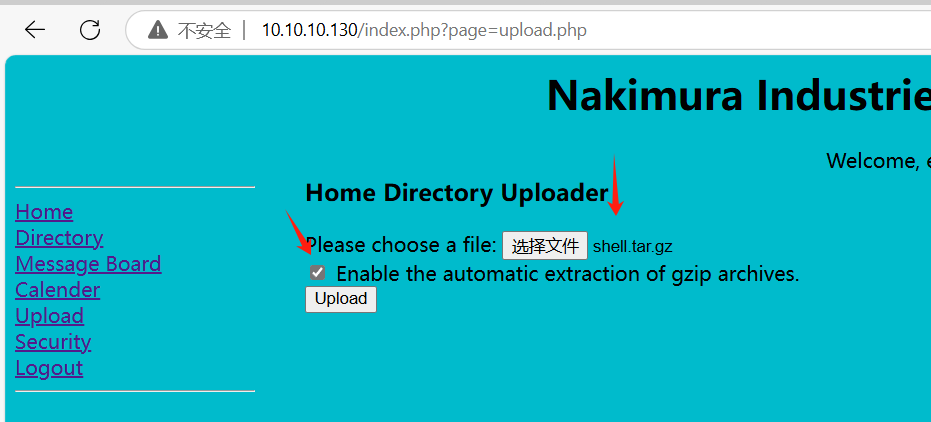 不安全 | 10.10.10.130/index.php?page=upload.php
Nakimura Industrie
Welcome, e
Home Directory Uploader
Home
Directory
Message Board
Calender
Upload
Security
Logout
Please choose a file: 选择文件 shell.tar.gz
Enable the automatic extraction of gzip archives.
Upload